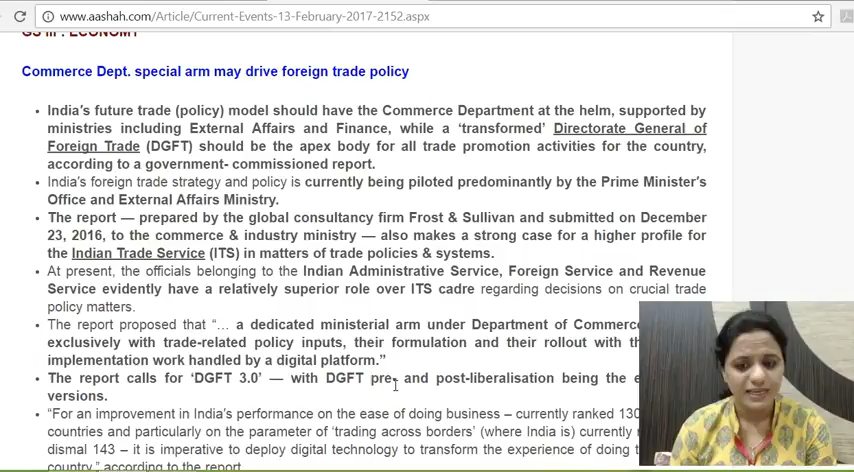 www.aashah.com/Article/Current-Events-13-February-2017-2152.aspx
GS III : ECONOMY
Commerce Dept. special arm may drive foreign trade policy
• India's future trade (policy) model should have the Commerce Department at the helm, supported by
ministries including External Affairs and Finance, while a ‘transformed’ Directorate General of
Foreign Trade (DGFT) should be the apex body for all trade promotion activities for the country,
according to a government- commissioned report.
• India's foreign trade strategy and policy is currently being piloted predominantly by the Prime Minister's
Office and External Affairs Ministry.
• The report — prepared by the global consultancy firm Frost & Sullivan and submitted on December
23, 2016, to the commerce & industry ministry — also makes a strong case for a higher profile for
the Indian Trade Service (ITS) in matters of trade policies & systems.
• At present, the officials belonging to the Indian Administrative Service, Foreign Service and Revenue
Service evidently have a relatively superior role over ITS cadre regarding decisions on crucial trade
policy matters.
• The report proposed that “… a dedicated ministerial arm under Department of Commerc
exclusively with trade-related policy inputs, their formulation and their rollout with th
implementation work handled by a digital platform.”
• The report calls for ‘DGFT 3.0’ — with DGFT pre- and post-liberalisation being the e
versions.
• “For an improvement in India's performance on the ease of doing business – currently ranked 130
countries and particularly on the parameter of ‘trading across borders’ (where India is) currently
dismal 143 – it is imperative to deploy digital technology to transform the experience of doing t
country,” according to the report.